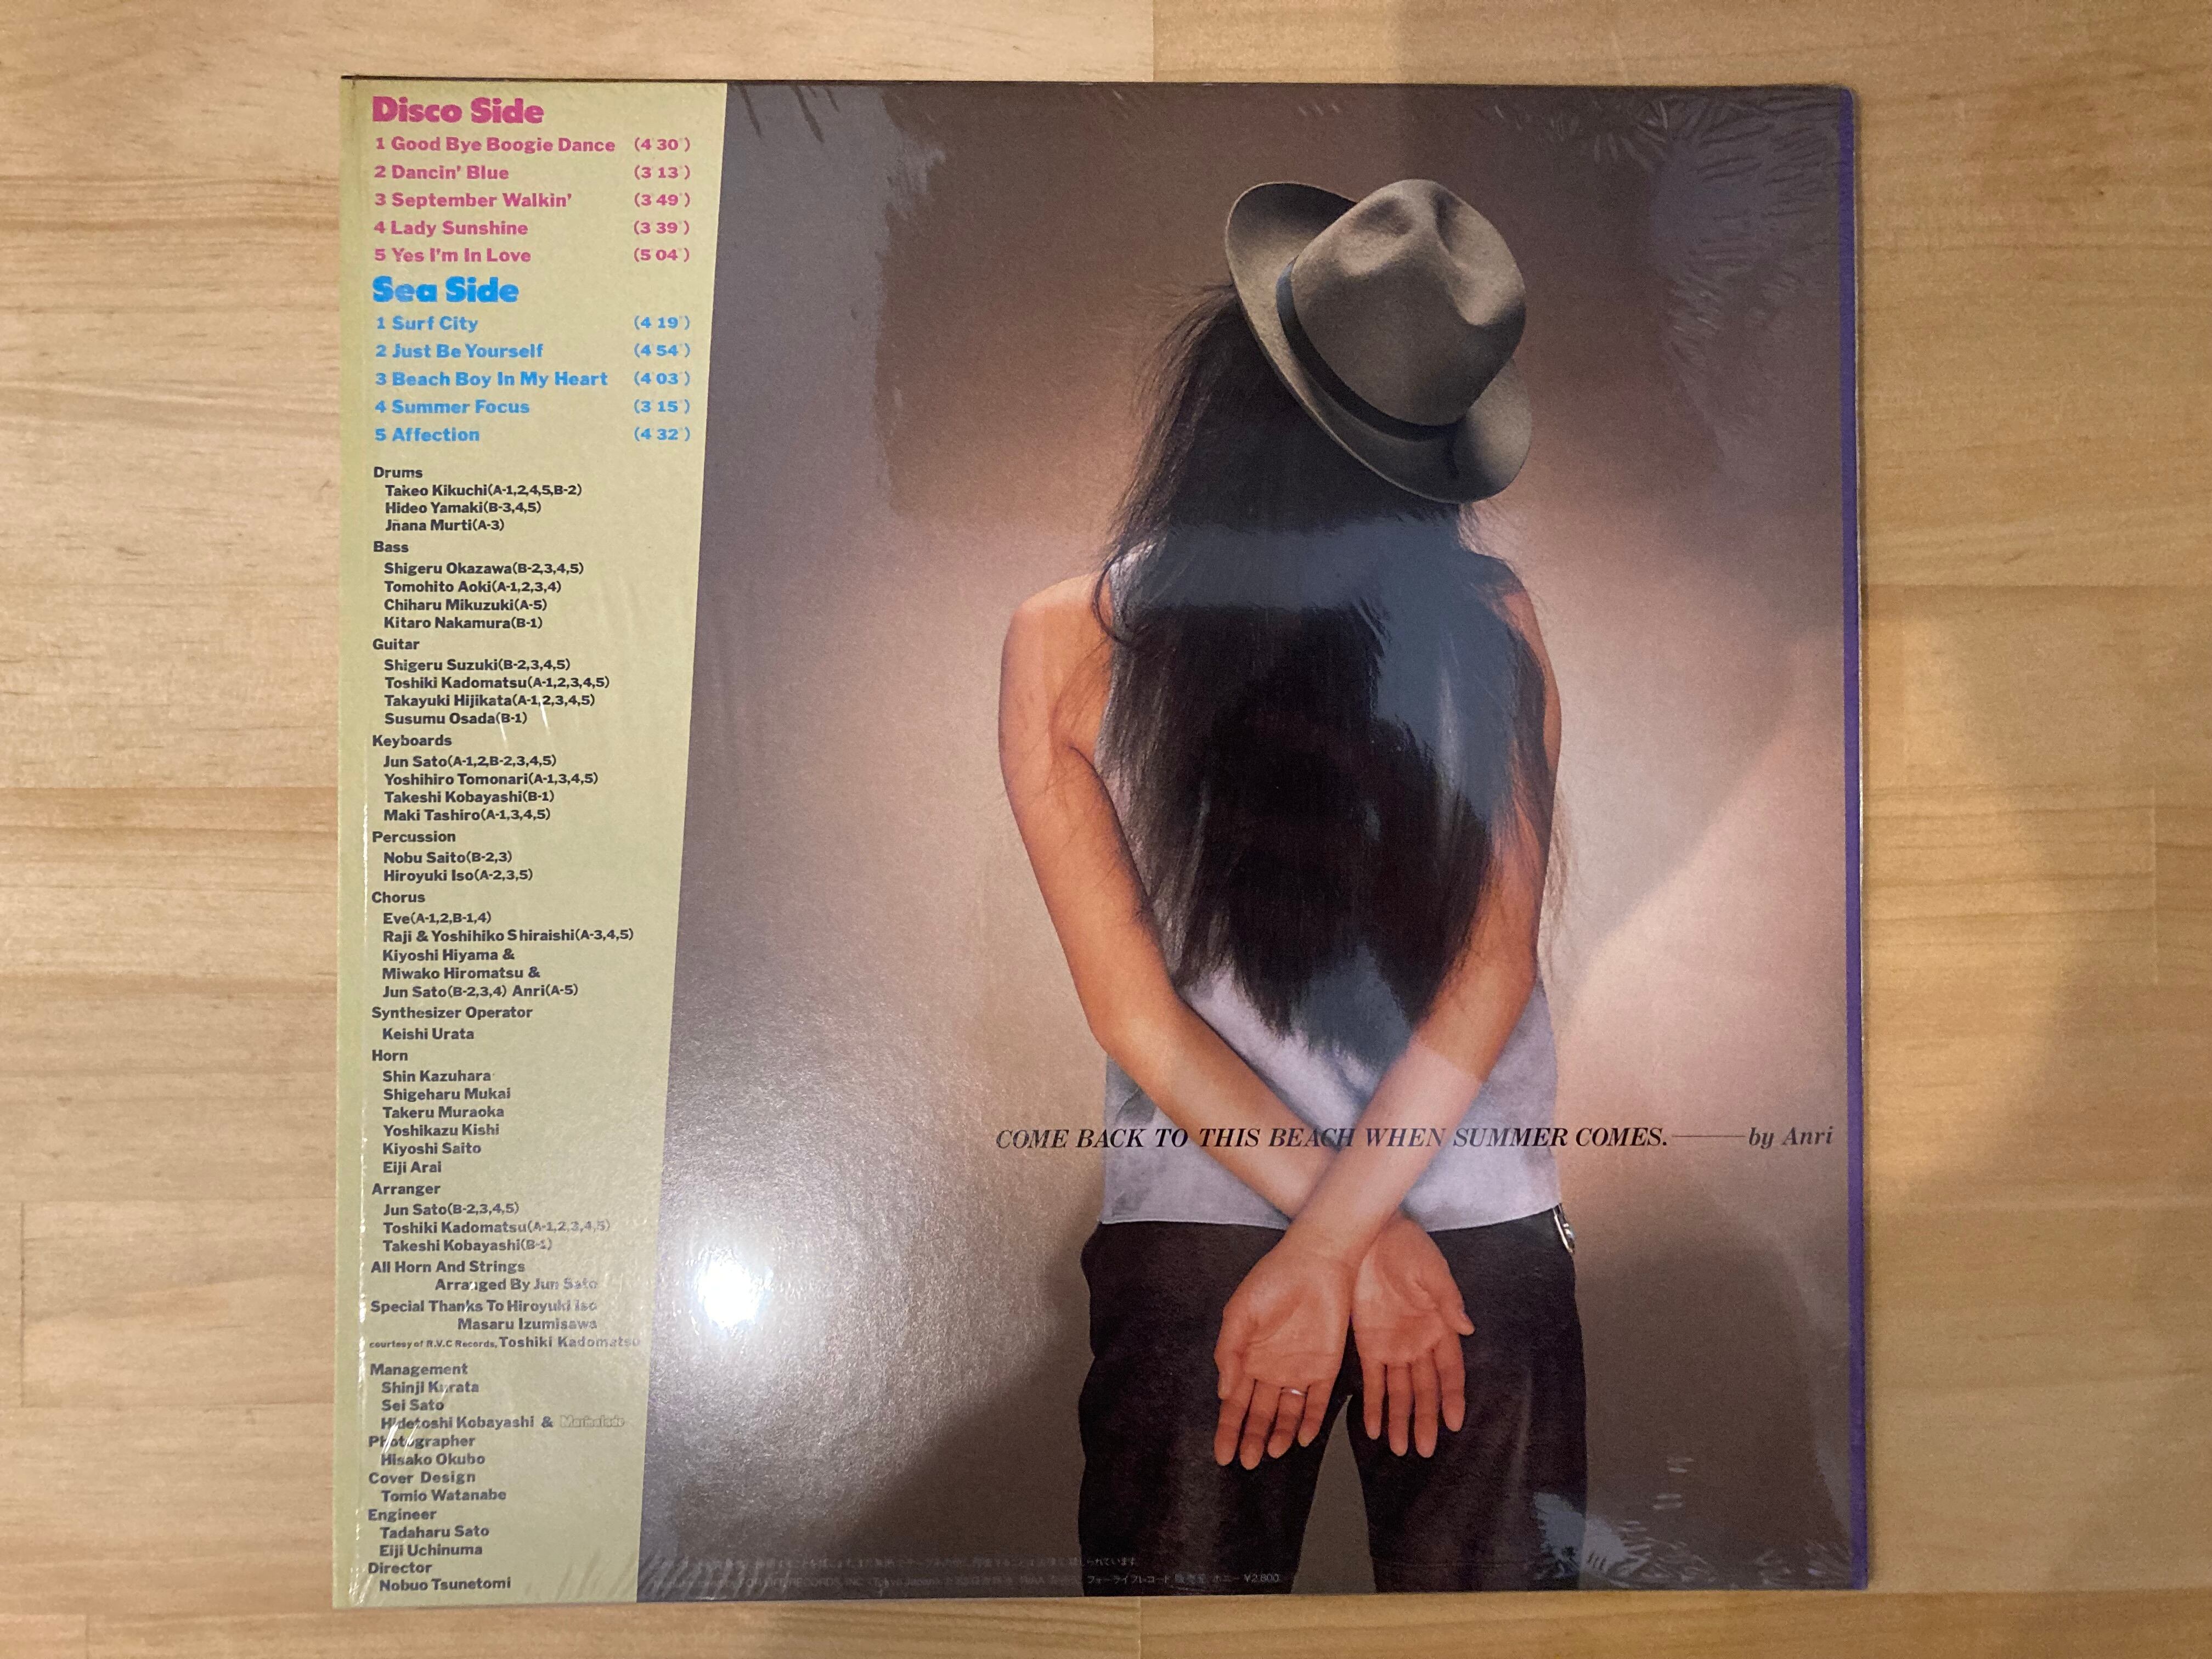 Disco Side
1 Good Bye Boogie Dance (4'30")
2 Dancin' Blue (3'13")
3 September Walkin' (3'49")
4 Lady Sunshine (3'39")
5 Yes I'm In Love (5'04")
Sea Side
1 Surf City (4'19")
2 Just Be Yourself (4'54")
3 Beach Boy In My Heart (4'03")
4 Summer Focus (3'15")
5 Affection (4'32")
Drums
Takeo Kikuchi(A-1,2,4,5,B-2)
Hideo Yamaki(B-3,4,5)
Jñana Murti(A-3)
Bass
Shigeru Okazawa(B-2,3,4,5)
Tomohito Aoki(A-1,2,3,4)
Chiharu Mikuzuki(A-5)
Kitaro Nakamura(B-1)
Guitar
Shigeru Suzuki(B-2,3,4,5)
Toshiki Kadomatsu(A-1,2,3,4,5)
Takayuki Hijikata(A-1,2,3,4,5)
Susumu Osada(B-1)
Keyboards
Jun Sato(A-1,2,B-2,3,4,5)
Yoshihiro Tomonari(A-1,3,4,5)
Takeshi Kobayashi(B-1)
Maki Tashiro(A-1,3,4,5)
Percussion
Nobu Saito(B-2,3)
Hiroyuki Iso(A-2,3,5)
Chorus
Eve(A-1,2,B-1,4)
Raji & Yoshihiko Shiraishi(A-3,4,5)
Kiyoshi Hiyama &
Miwako Hiromatsu &
Jun Sato(B-2,3,4) Anri(A-5)
Synthesizer Operator
Keishi Urata
Horn
Shin Kazuhara
Shigeharu Mukai
Takeru Muraoka
Yoshikazu Kishi
Kiyoshi Saito
Eiji Arai
Arranger
Jun Sato(B-2,3,4,5)
Toshiki Kadomatsu(A-1,2,3,4,5)
Takeshi Kobayashi(B-1)
All Horn And Strings
Arranged By Jun Sato
Special Thanks To Hiroyuki Iso
Masaru Izumisawa
courtesy of R.V.C Records, Toshiki Kadomatsu
Management
Shinji Kurata
Sei Sato
Hidetoshi Kobayashi & Marmalade
Photographer
Hisako Okubo
Cover Design
Tomio Watanabe
Engineer
Tadaharu Sato
Eiji Uchinuma
Director
Nobuo Tsunetomi
COME BACK TO THIS BEACH WHEN SUMMER COMES.——by Anri
られています。
FOR LIFE RECORDS, INC. フォーライフレコード ¥2,800